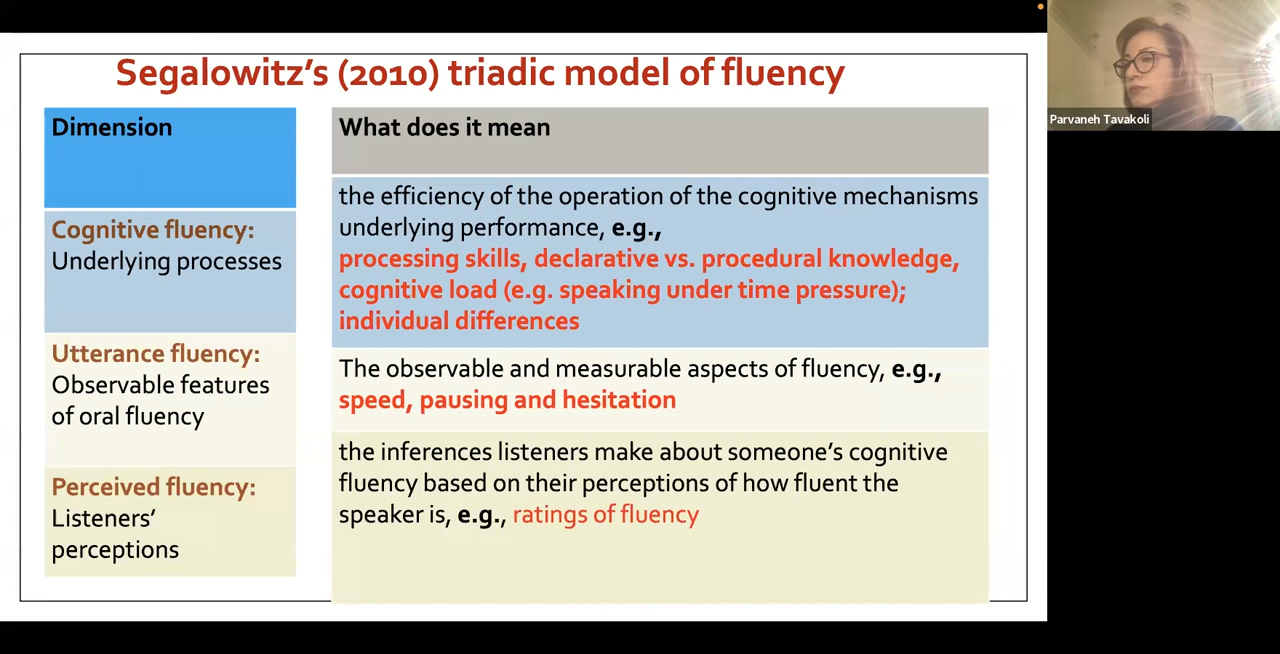 Segalowitz's (2010) triadic model of fluency
Dimension
What does it mean
Cognitive fluency:
Underlying processes
the efficiency of the operation of the cognitive mechanisms
underlying performance, e.g.,
processing skills, declarative vs. procedural knowledge,
cognitive load (e.g. speaking under time pressure);
individual differences
Utterance fluency:
Observable features
of oral fluency
The observable and measurable aspects of fluency, e.g.,
speed, pausing and hesitation
Perceived fluency:
Listeners'
perceptions
the inferences listeners make about someone's cognitive
fluency based on their perceptions of how fluent the
speaker is, e.g., ratings of fluency
Parvaneh Tavakoli